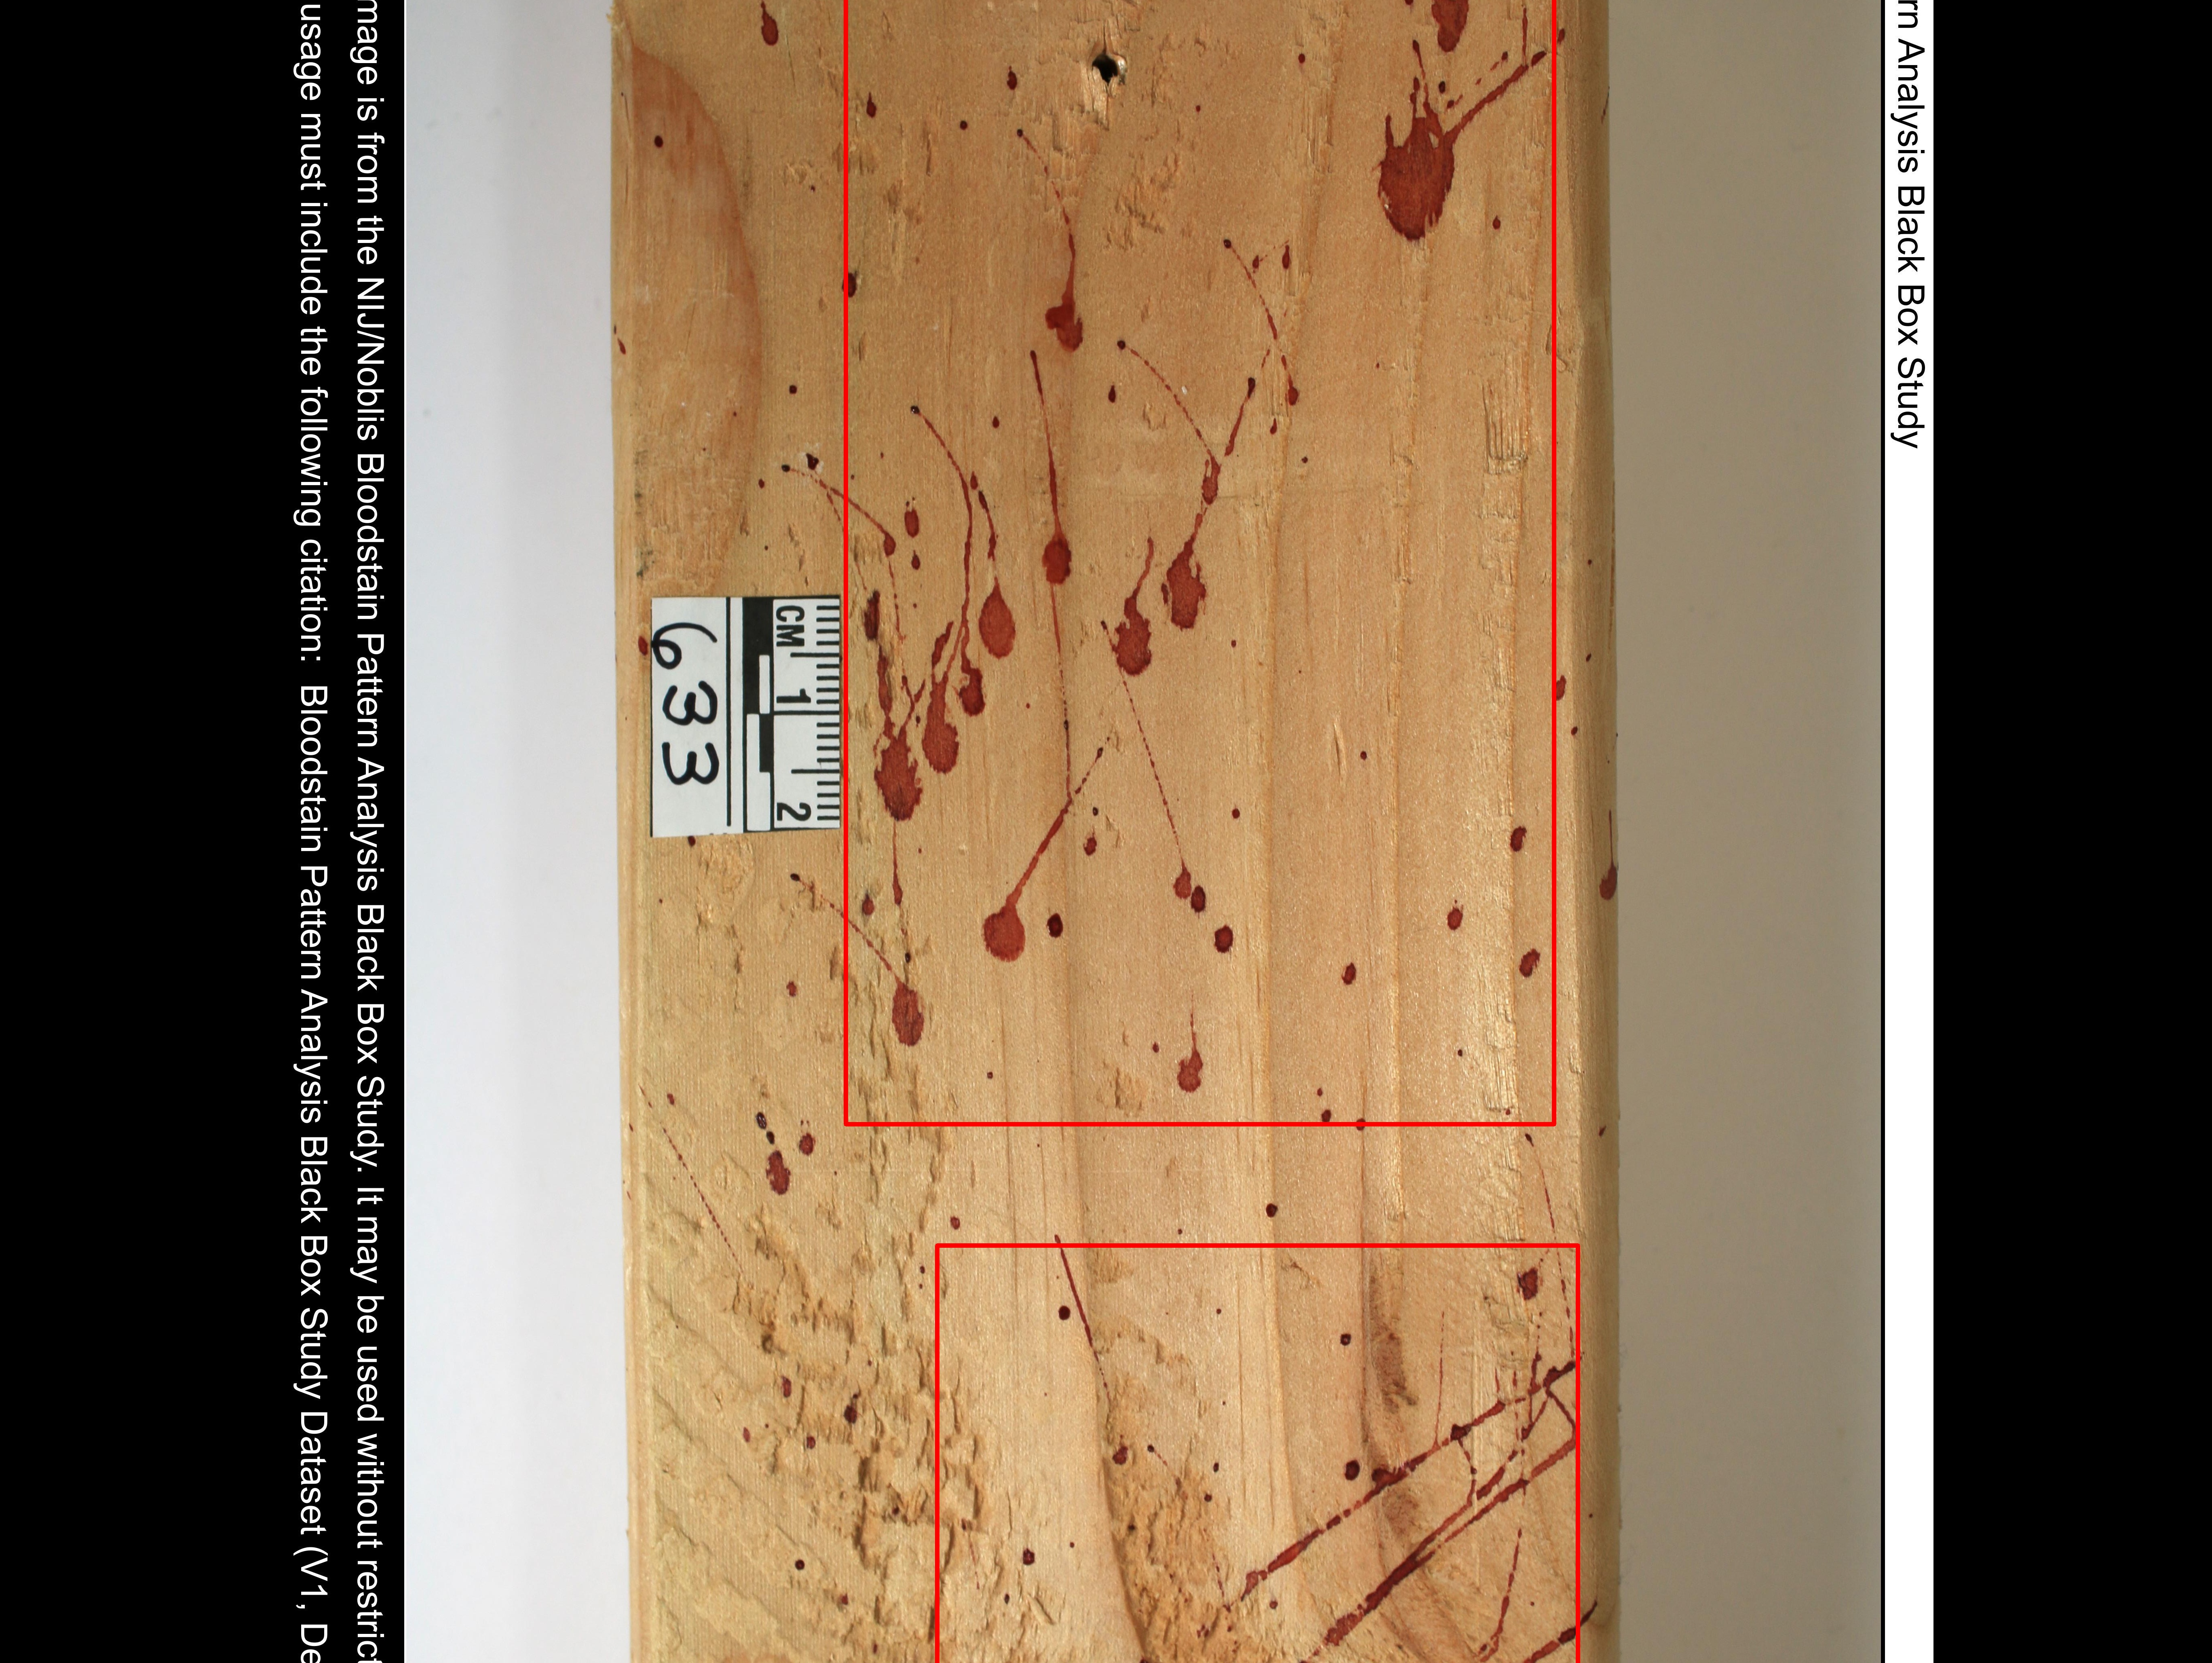 rn Analysis Black Box Study
CM 1 2
633
mage is from the NIJ/Noblis Bloodstain Pattern Analysis Black Box Study. It may be used without restrict
usage must include the following citation: Bloodstain Pattern Analysis Black Box Study Dataset (V1, De